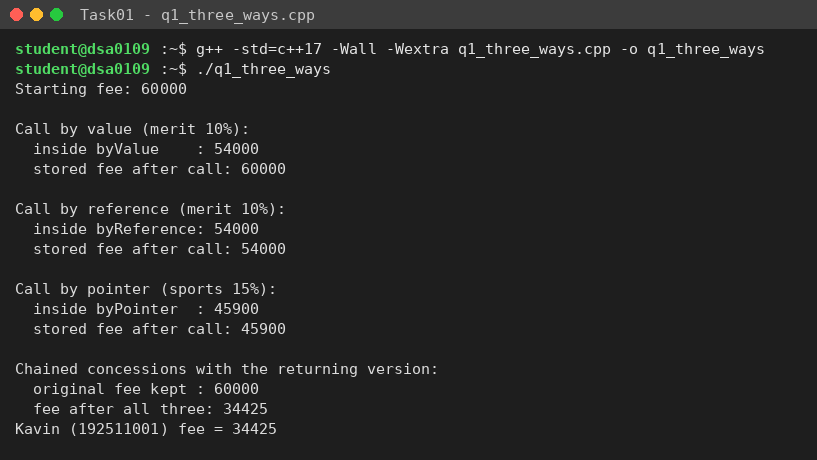 Task01 - q1_three_ways.cpp
student@dsa0109 :~$ g++ -std=c++17 -Wall -Wextra q1_three_ways.cpp -o q1_three_ways
student@dsa0109 :~$ ./q1_three_ways
Starting fee: 60000
Call by value (merit 10%):
  inside byValue    : 54000
  stored fee after call: 60000
Call by reference (merit 10%):
  inside byReference: 54000
  stored fee after call: 54000
Call by pointer (sports 15%):
  inside byPointer  : 45900
  stored fee after call: 45900
Chained concessions with the returning version:
  original fee kept : 60000
  fee after all three: 34425
Kavin (192511001) fee = 34425